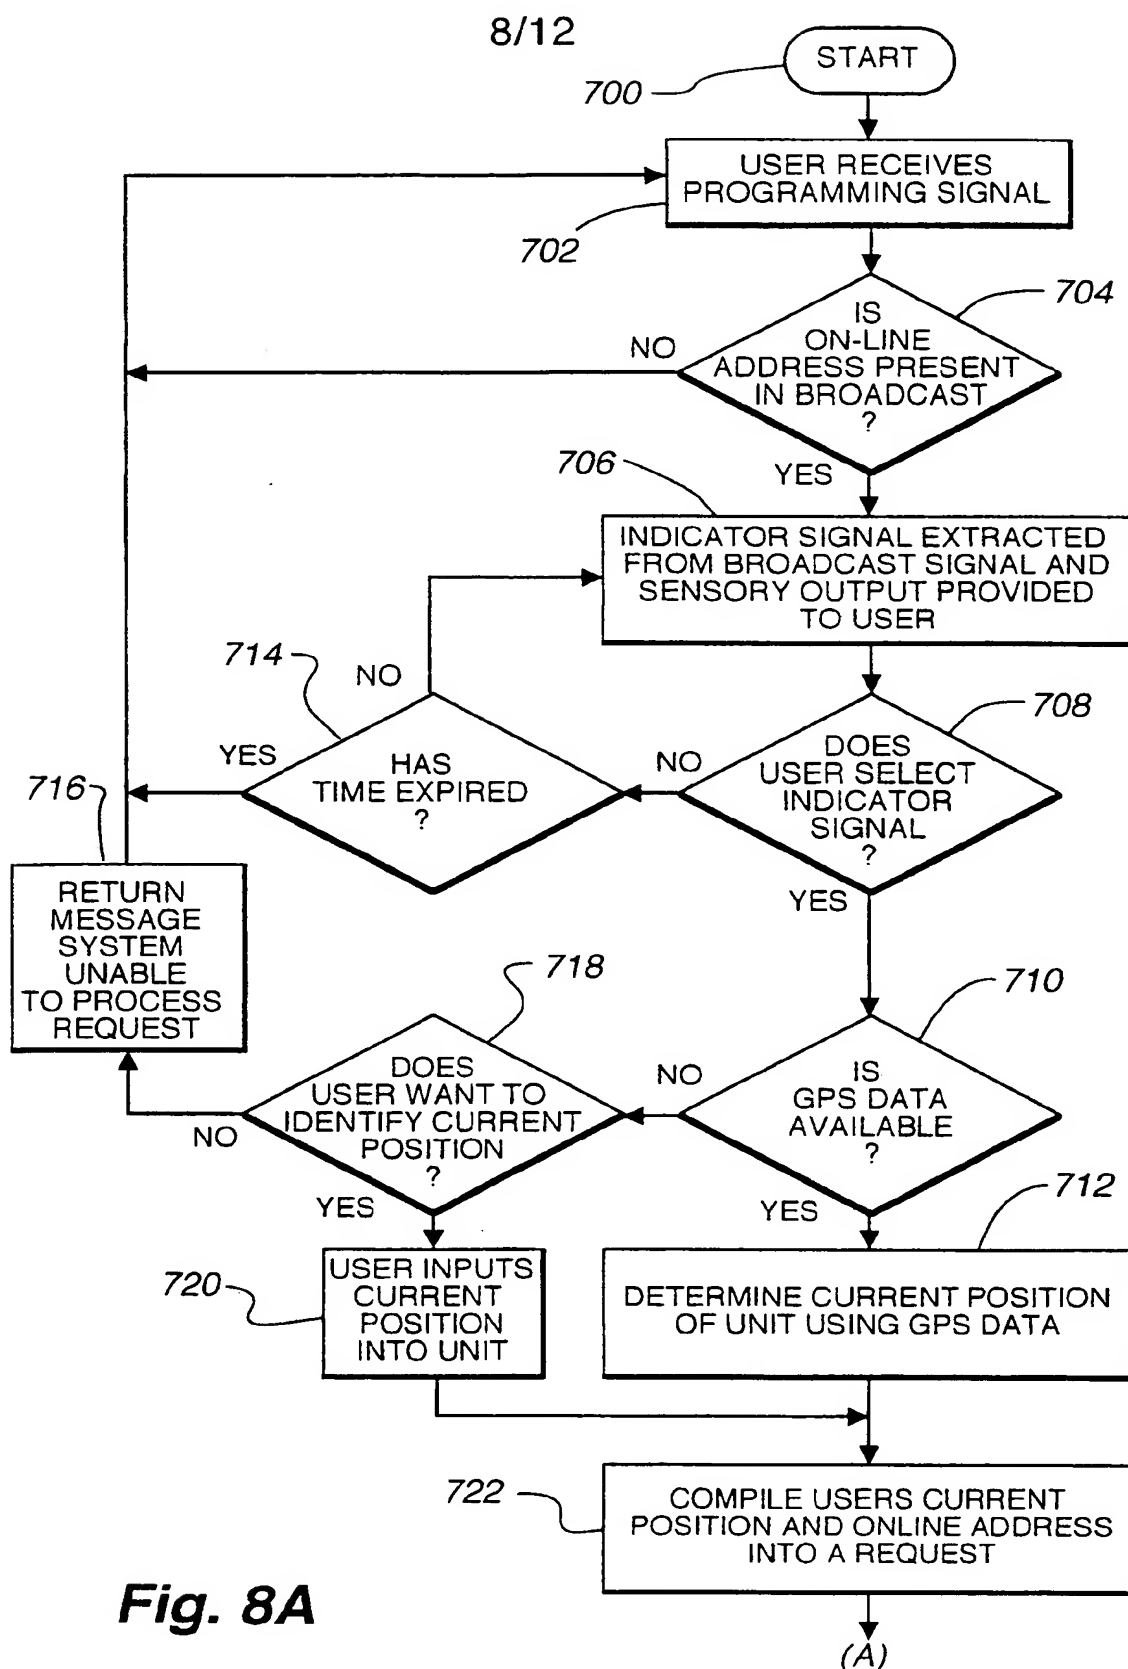 8/12
START
700
USER RECEIVES
PROGRAMMING SIGNAL
702
704
IS
ON-LINE
ADDRESS PRESENT
IN BROADCAST
?
NO
YES
706
INDICATOR SIGNAL EXTRACTED
FROM BROADCAST SIGNAL AND
SENSORY OUTPUT PROVIDED
TO USER
714
NO
708
YES
HAS
TIME EXPIRED
?
NO
DOES
USER SELECT
INDICATOR
SIGNAL
?
716
YES
RETURN
MESSAGE
SYSTEM
UNABLE
TO PROCESS
REQUEST
718
710
DOES
USER WANT TO
IDENTIFY CURRENT
POSITION
?
NO
NO
IS
GPS DATA
AVAILABLE
?
YES
YES
712
720
USER INPUTS
CURRENT
POSITION
INTO UNIT
DETERMINE CURRENT POSITION
OF UNIT USING GPS DATA
722
COMPILE USERS CURRENT
POSITION AND ONLINE ADDRESS
INTO A REQUEST
Fig. 8A
(A)